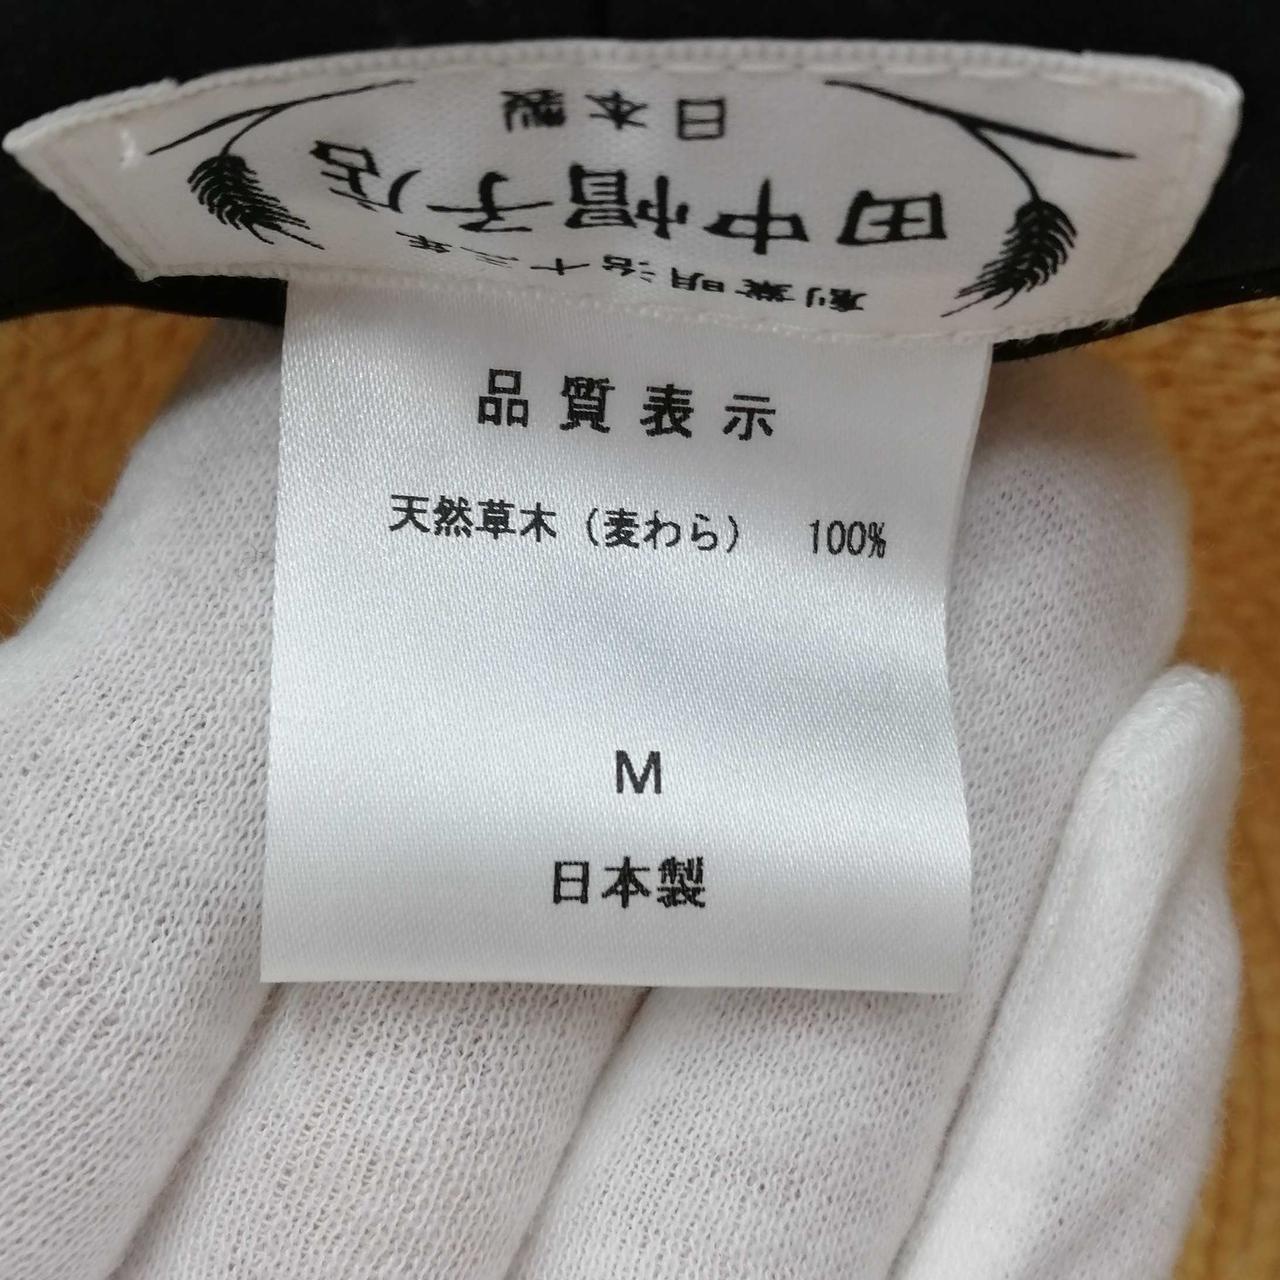 創業明治十三年
田中帽子店
日本製
品質表示
天然草木（麦わら） 100%
M
日本製